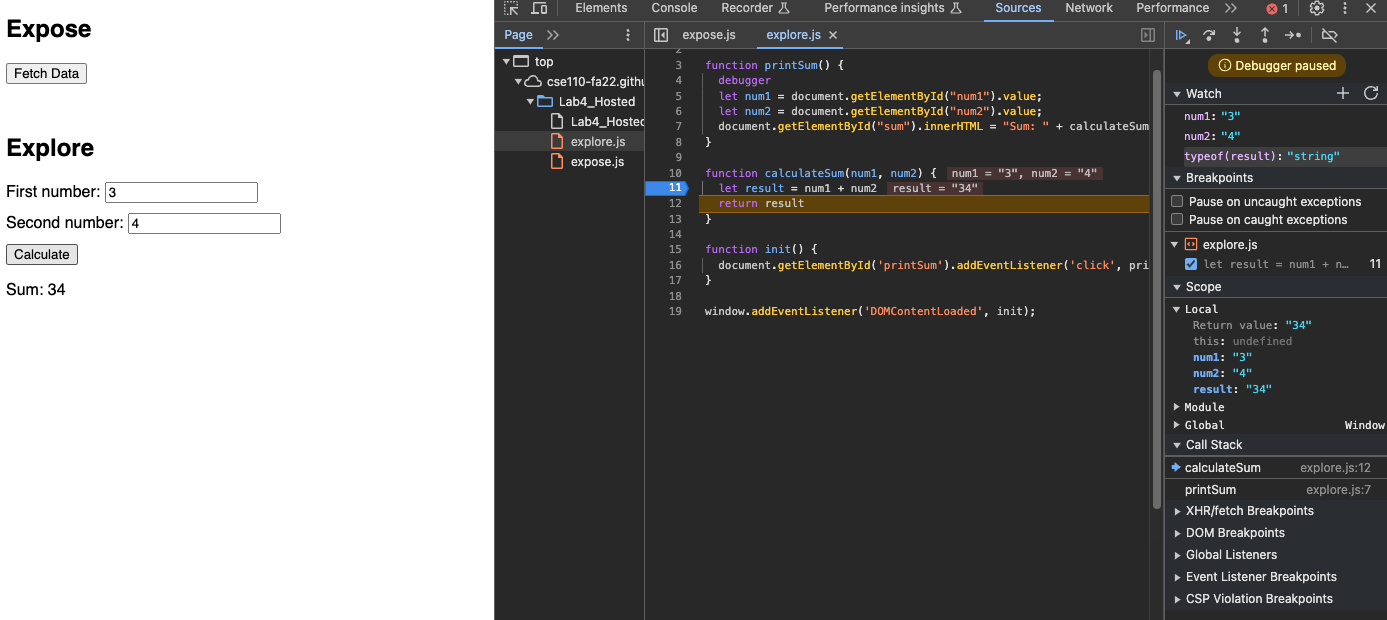 Expose
Fetch Data
Explore
First number: 3
Second number: 4
Calculate
Sum: 34
Elements Console Recorder Performance insights Sources Network Performance 1
Page
top
cse110-fa22.githu
Lab4_Hosted
Lab4_Hosted
explore.js
expose.js
expose.js explore.js
2
3 function printSum() {
4 debugger
5 let num1 = document.getElementById("num1").value;
6 let num2 = document.getElementById("num2").value;
7 document.getElementById("sum").innerHTML = "Sum: " + calculateSum
8 }
9
10 function calculateSum(num1, num2) { num1 = "3", num2 = "4"
11 let result = num1 + num2 result = "34"
12 return result
13 }
14
15 function init() {
16 document.getElementById('printSum').addEventListener('click', pri
17 }
18
19 window.addEventListener('DOMContentLoaded', init);
Debugger paused
Watch
num1: "3"
num2: "4"
typeof(result): "string"
Breakpoints
Pause on uncaught exceptions
Pause on caught exceptions
explore.js
let result = num1 + n… 11
Scope
Local
Return value: "34"
this: undefined
num1: "3"
num2: "4"
result: "34"
Module
Global Window
Call Stack
calculateSum explore.js:12
printSum explore.js:7
XHR/fetch Breakpoints
DOM Breakpoints
Global Listeners
Event Listener Breakpoints
CSP Violation Breakpoints